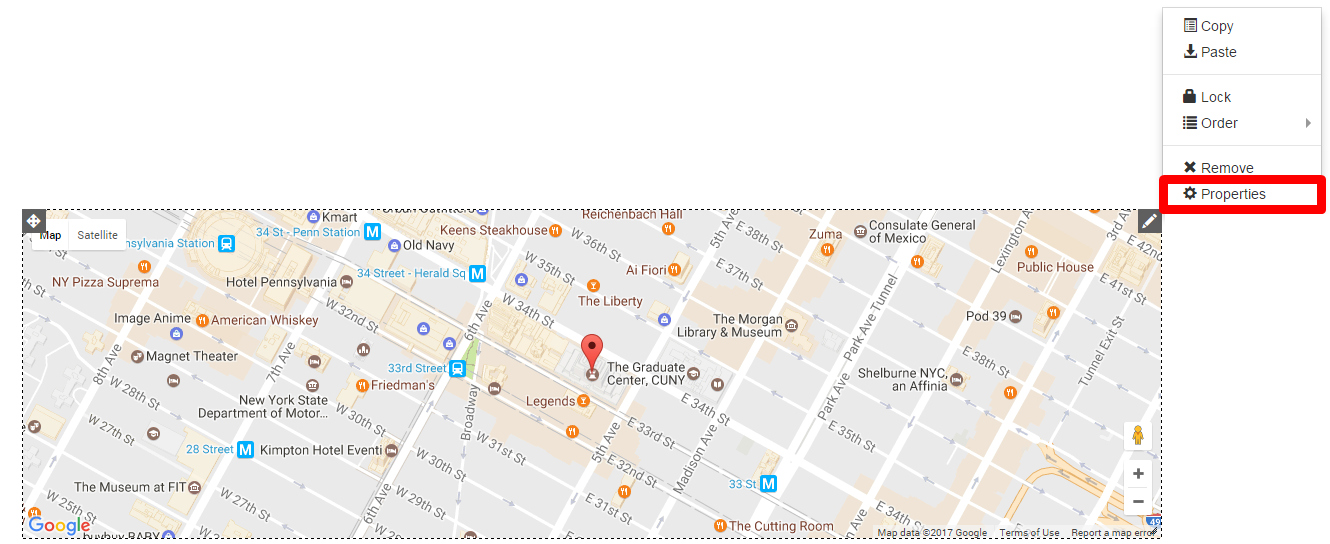 Copy
Paste
Lock
Order
Remove
Properties
Map
Satellite
Kmart
Reichenbach Hall
Keens Steakhouse
34 St - Penn Station
Old Navy
NY Pizza Suprema
Hotel Pennsylvania
34 Street - Herald Sq
W 36th St
W 35th St
W 34th St
Ai Fiori
The Liberty
5th Ave
E 38th St
E 37th St
Zuma
Consulate General
of Mexico
Lexington Ave
3rd Ave
Public House
E 41st St
Image Anime
American Whiskey
W 32nd St
6th Ave
The Morgan
Library & Museum
Park Ave Tunnel
Pod 39
Tunnel Exit St
Magnet Theater
8th Ave
7th Ave
33rd Street
Friedman's
New York State
Department of Motor...
The Graduate
Center, CUNY
Legends
E 34th St
E 33rd St
Shelburne NYC,
an Affinia
E 38th St
Park Ave
E 35th St
W 28th St
W 27th St
W 30th St
Broadway
W 31st St
5th Ave
Madison Ave
28 Street
Kimpton Hotel Eventi
W 30th St
E 32nd St
33 St
The Museum at FIT
W 25th St
W 27th St
6th Ave
W 29th St
E 31st St
The Cutting Room
Google
buybuy BABY
Map data ©2017 Google
Terms of Use
Report a map error